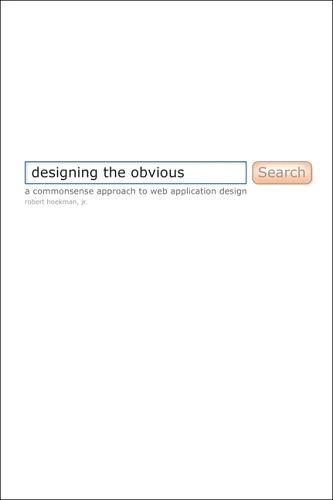 designing the obvious
Search
a commonsense approach to web application design
robert hoekman, jr.